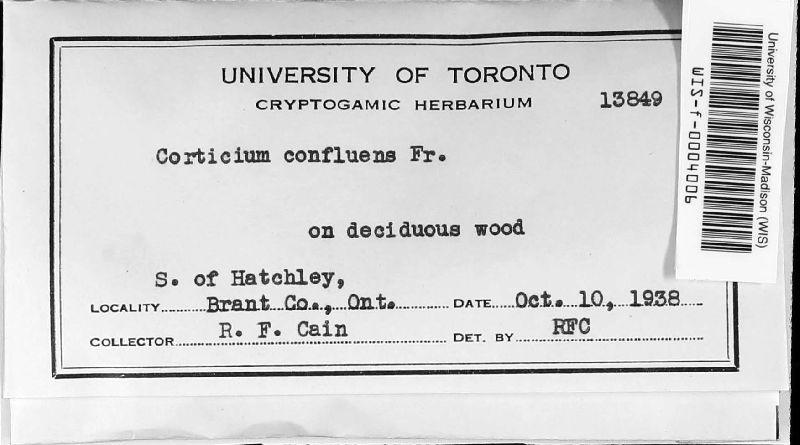 UNIVERSITY OF TORONTO
CRYPTOGAMIC HERBARIUM 13849
Corticium confluens Fr.
on deciduous wood
S. of Hatchley,
LOCALITY Brant Co., Ont. DATE Oct. 10, 1938
COLLECTOR R. F. Cain DET. BY RFC
University of Wisconsin-Madison (WIS)
WIS-f-0004006